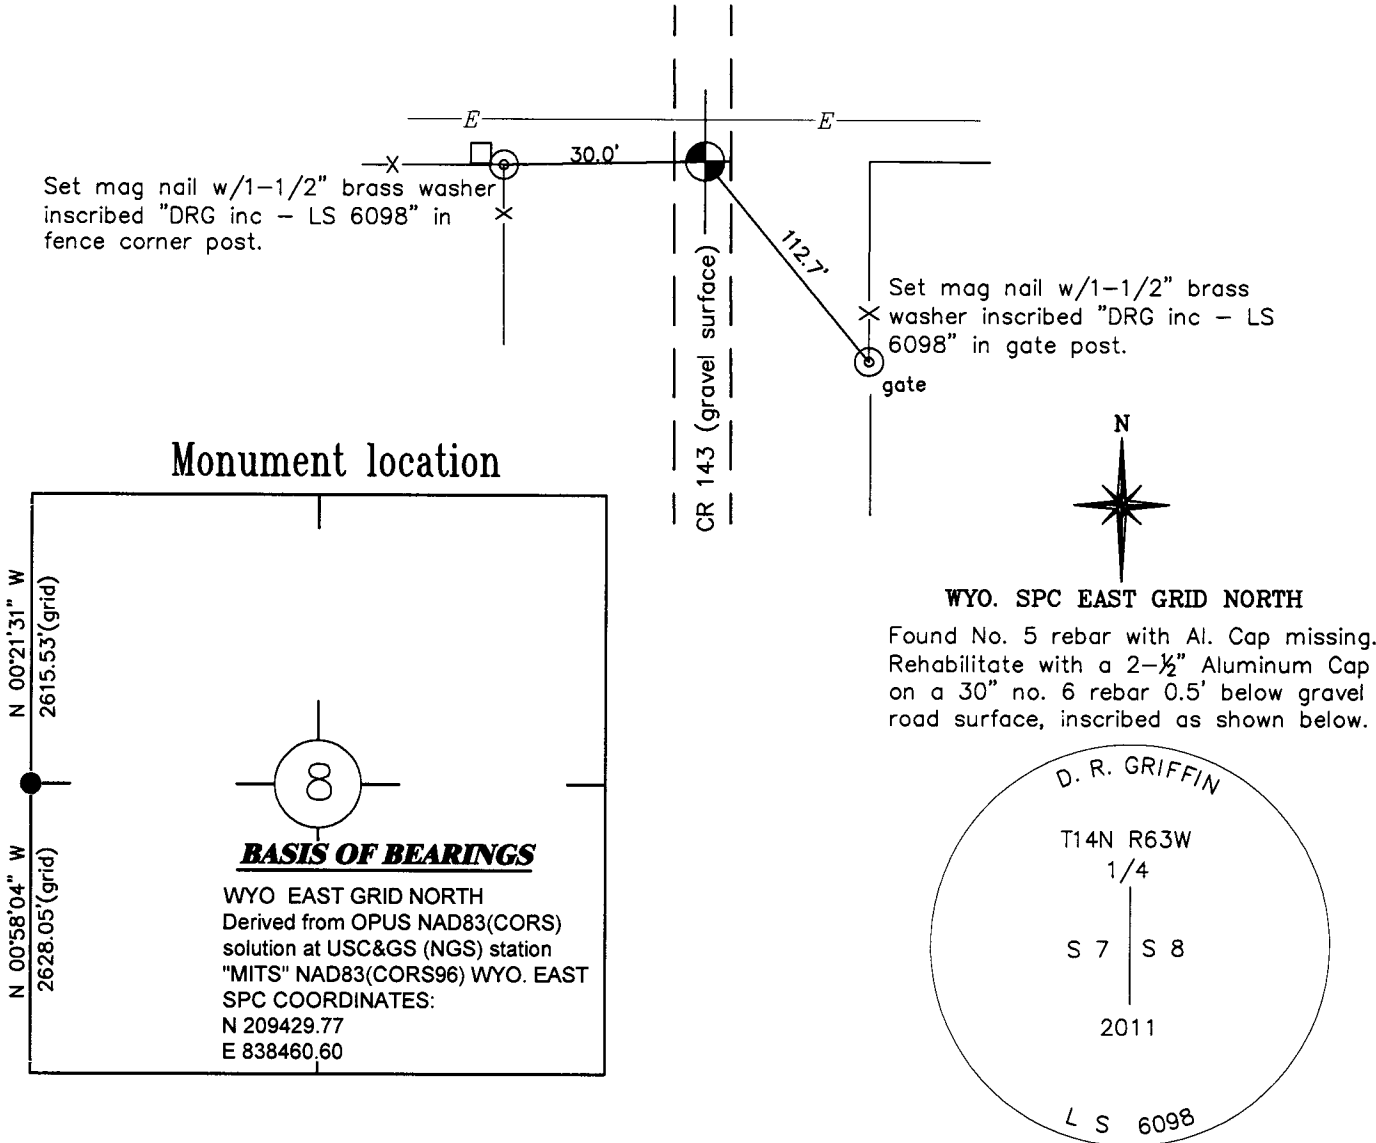 E
E
30.0'
Set mag nail w/1-1/2" brass washer
inscribed "DRG inc – LS 6098" in
fence corner post.
112.7'
Set mag nail w/1-1/2" brass
washer inscribed "DRG inc – LS
6098" in gate post.
gate
CR 143 (gravel surface)
Monument location
N 00°21'31" W
2615.53'(grid)
N 00°58'04" W
2628.05'(grid)
8
BASIS OF BEARINGS
WYO EAST GRID NORTH
Derived from OPUS NAD83(CORS)
solution at USC&GS (NGS) station
"MITS" NAD83(CORS96) WYO. EAST
SPC COORDINATES:
N 209429.77
E 838460.60
N
WYO. SPC EAST GRID NORTH
Found No. 5 rebar with Al. Cap missing.
Rehabilitate with a 2-½" Aluminum Cap
on a 30" no. 6 rebar 0.5' below gravel
road surface, inscribed as shown below.
D. R. GRIFFIN
T14N R63W
1/4
S 7 S 8
2011
L S 6098